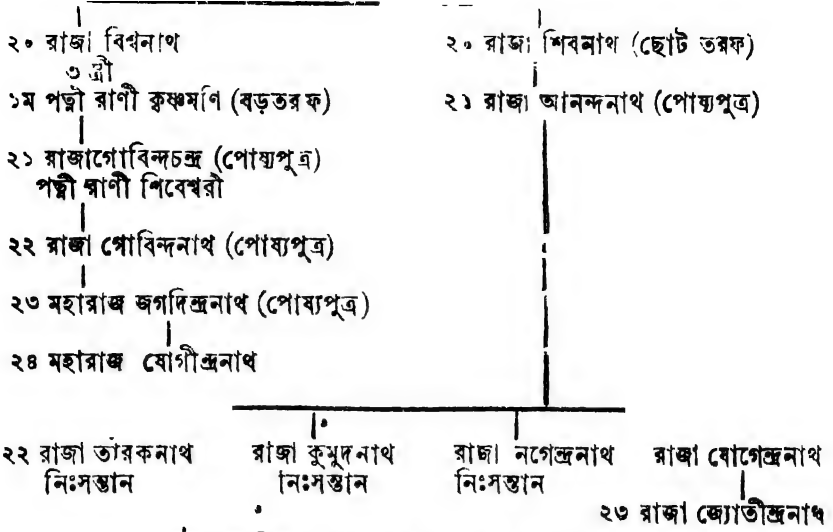 ২০ রাজা বিশ্বনাথ ২০ রাজা শিবনাথ (ছোট তরফ)
৩ স্ত্রী
১ম পত্নী রাণী কৃষ্ণমণি (বড়তরফ) ২১ রাজা আনন্দনাথ (পোষ্যপুত্র)
২১ রাজাগোবিন্দচন্দ্র (পোষ্যপুত্র)
পত্নী রাণী শিবেশ্বরী
২২ রাজা গোবিন্দনাথ (পোষ্যপুত্র)
২৩ মহারাজ জগদিন্দ্রনাথ (পোষ্যপুত্র)
২৪ মহারাজ যোগীন্দ্রনাথ
২২ রাজা তারকনাথ রাজা কুমুদনাথ রাজা নগেন্দ্রনাথ রাজা যোগেন্দ্রনাথ
নিঃসন্তান নিঃসন্তান নিঃসন্তান
২৩ রাজা জ্যোতীন্দ্রনাথ